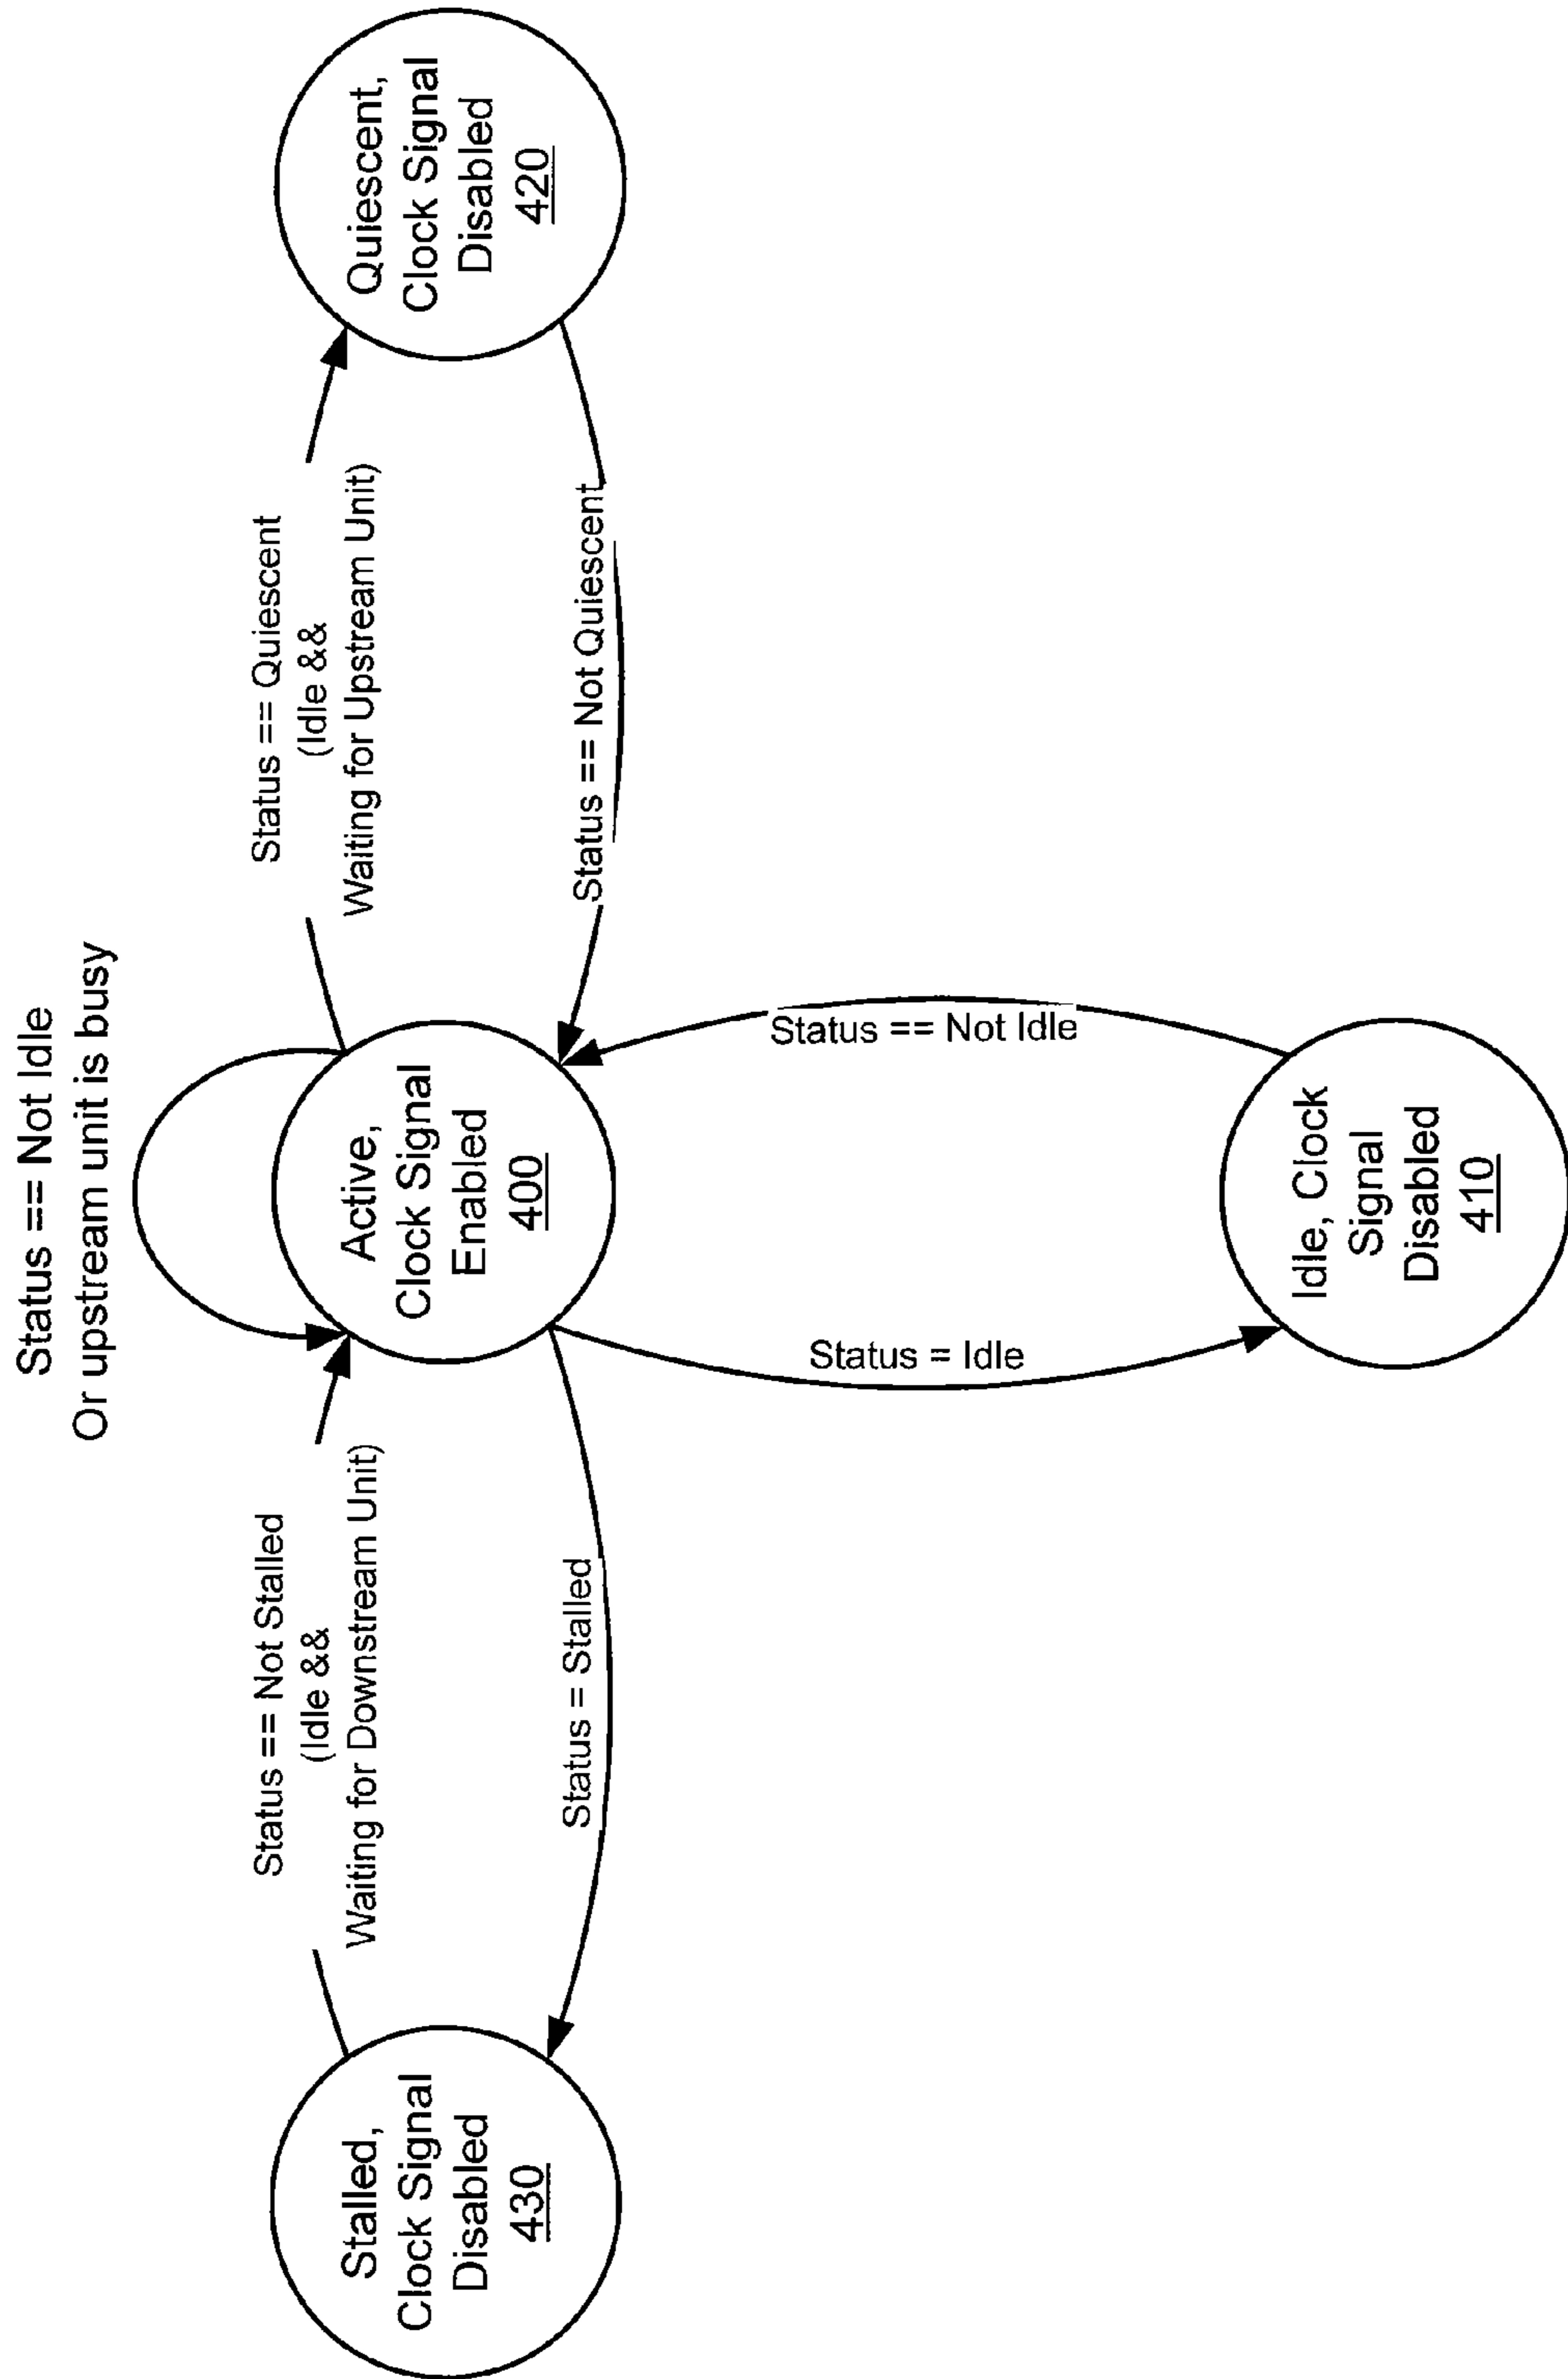 Status == Not Idle
Or upstream unit is busy
Status == Not Stalled
(Idle &&
Waiting for Downstream Unit)
Status == Quiescent
(Idle &&
Waiting for Upstream Unit)
Stalled,
Clock Signal
Disabled
430
Active,
Clock Signal
Enabled
400
Quiescent,
Clock Signal
Disabled
420
Status = Stalled
Status == Not Quiescent
Status = Idle
Status == Not Idle
Idle, Clock
Signal
Disabled
410